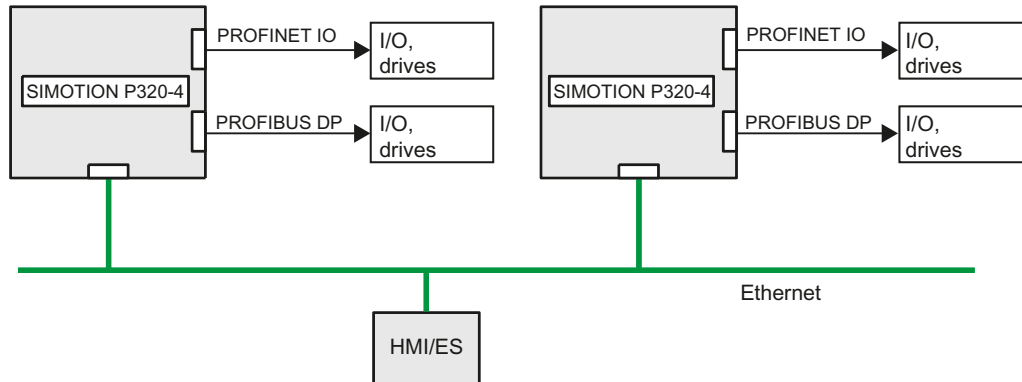 PROFINET IO
I/O,
drives
SIMOTION P320-4
PROFIBUS DP
I/O,
drives
PROFINET IO
I/O,
drives
SIMOTION P320-4
PROFIBUS DP
I/O,
drives
Ethernet
HMI/ES